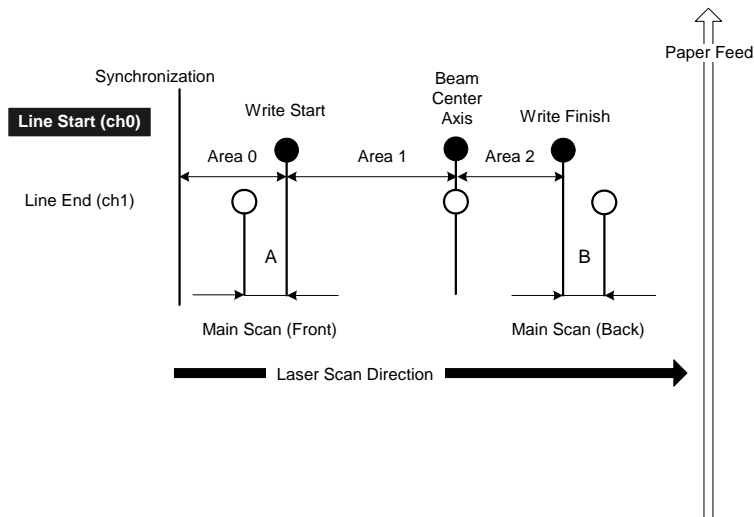 Paper Feed
Synchronization
Beam
Center
Axis
Write Start
Write Finish
Line Start (ch0)
Area 0
Area 1
Area 2
Line End (ch1)
A
B
Main Scan (Front)
Main Scan (Back)
Laser Scan Direction